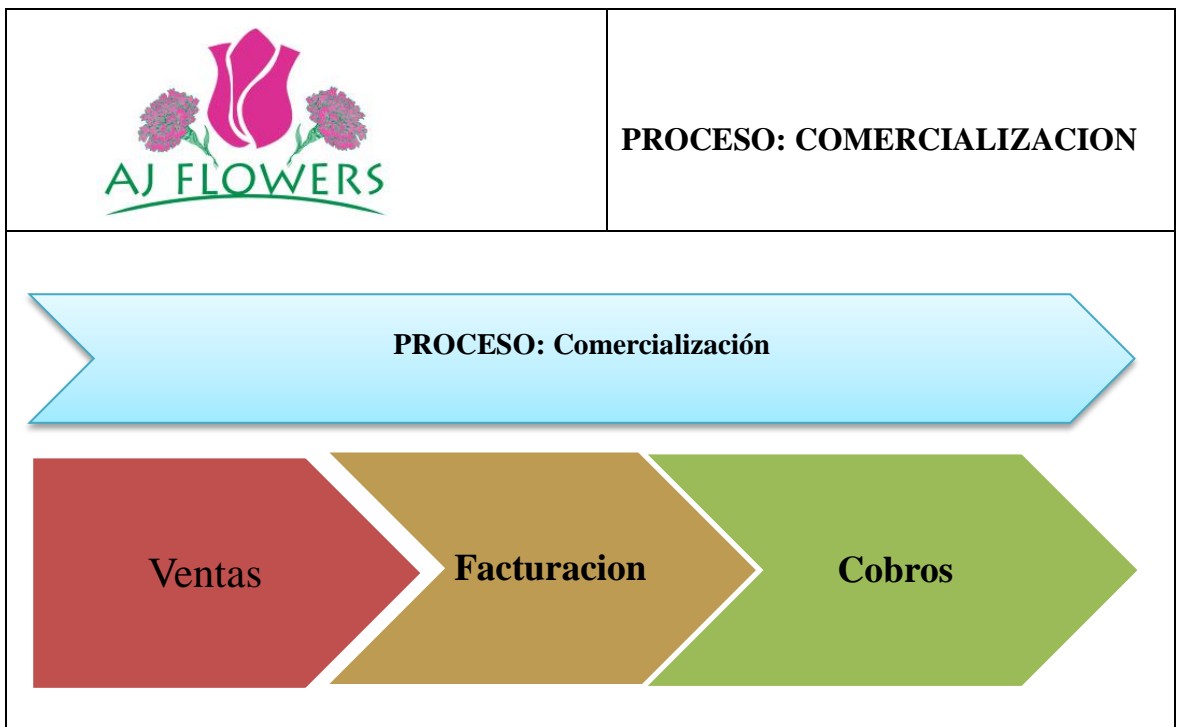 AJ FLOWERS
PROCESO: COMERCIALIZACION
PROCESO: Comercialización
Ventas
Facturacion
Cobros